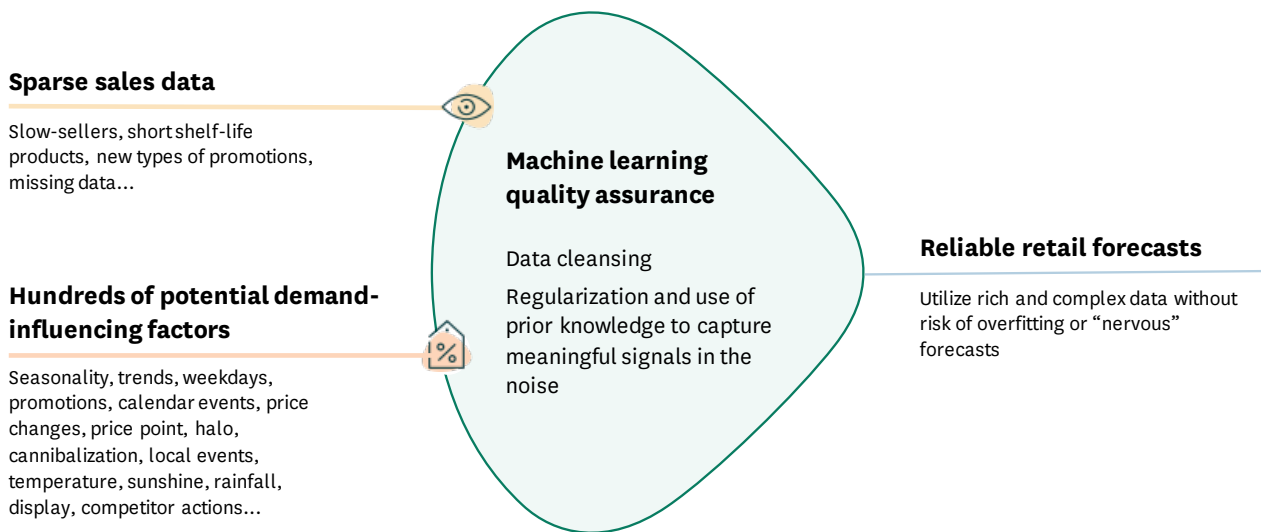 Sparse sales data
Slow-sellers, short shelf-life
products, new types of promotions,
missing data...
Hundreds of potential demand-
influencing factors
Seasonality, trends, weekdays,
promotions, calendar events, price
changes, price point, halo,
cannibalization, local events,
temperature, sunshine, rainfall,
display, competitor actions...
Machine learning
quality assurance
Data cleansing
Regularization and use of
prior knowledge to capture
meaningful signals in the
noise
Reliable retail forecasts
Utilize rich and complex data without
risk of overfitting or “nervous”
forecasts
%